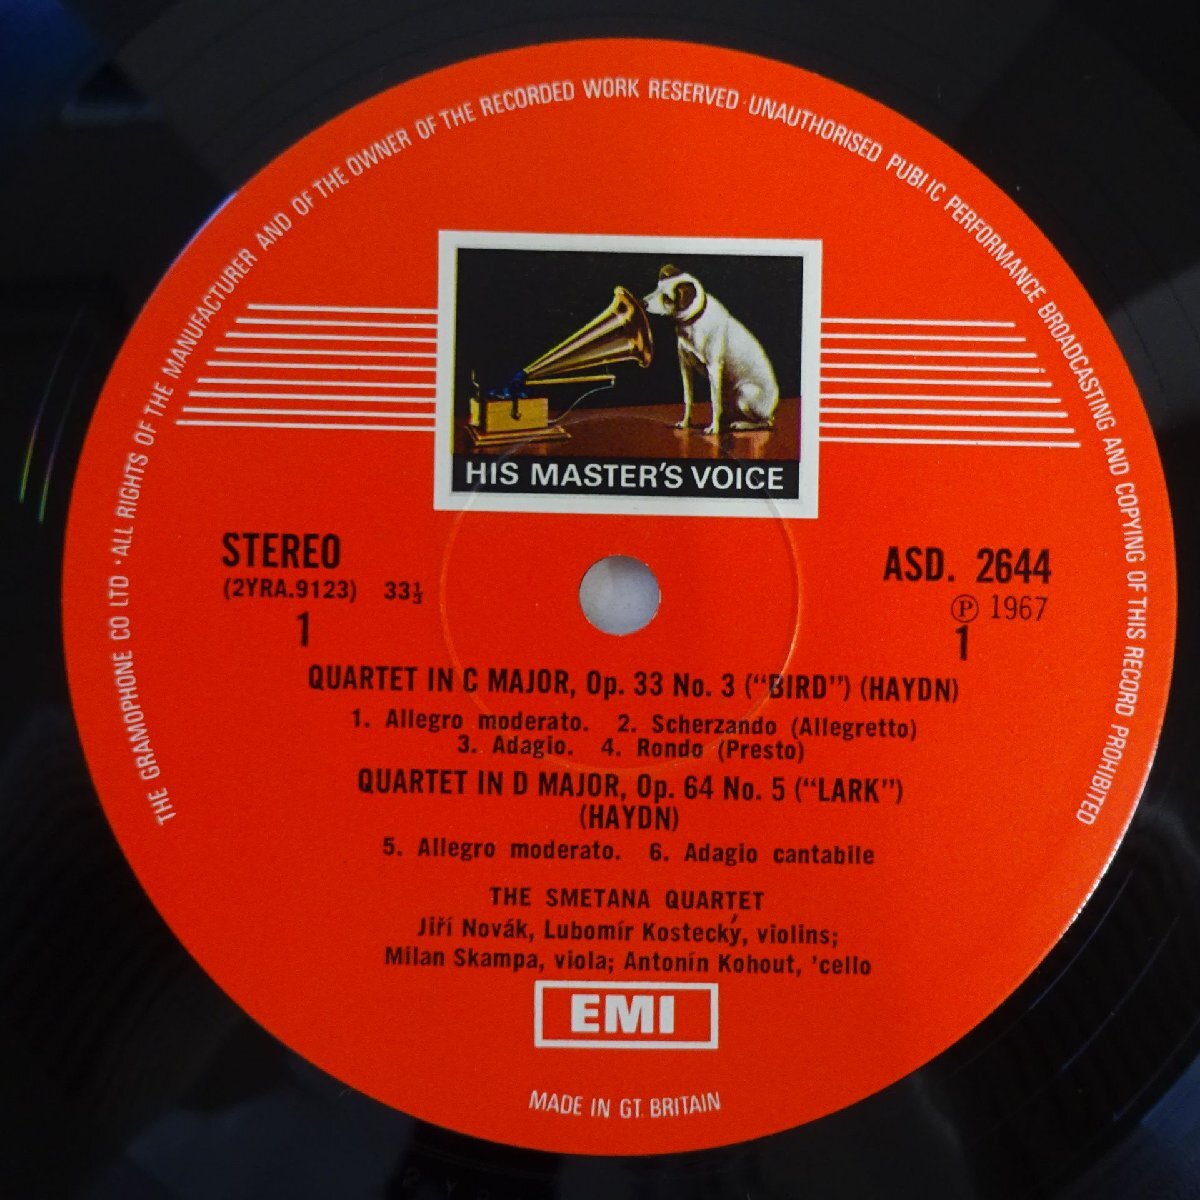 THE GRAMOPHONE CO LTD · ALL RIGHTS OF THE MANUFACTURER AND OF THE OWNER OF THE RECORDED WORK RESERVED · UNAUTHORISED PUBLIC PERFORMANCE BROADCASTING AND COPYING OF THIS RECORD PROHIBITED
HIS MASTER'S VOICE
STEREO
(2YRA.9123) 33⅓
1
ASD. 2644
℗ 1967
1
QUARTET IN C MAJOR, Op. 33 No. 3 ("BIRD") (HAYDN)
1. Allegro moderato. 2. Scherzando (Allegretto)
3. Adagio. 4. Rondo (Presto)
QUARTET IN D MAJOR, Op. 64 No. 5 ("LARK")
(HAYDN)
5. Allegro moderato. 6. Adagio cantabile
THE SMETANA QUARTET
Jiří Novák, Lubomír Kostecký, violins;
Milan Skampa, viola; Antonín Kohout, 'cello
EMI
MADE IN GT. BRITAIN